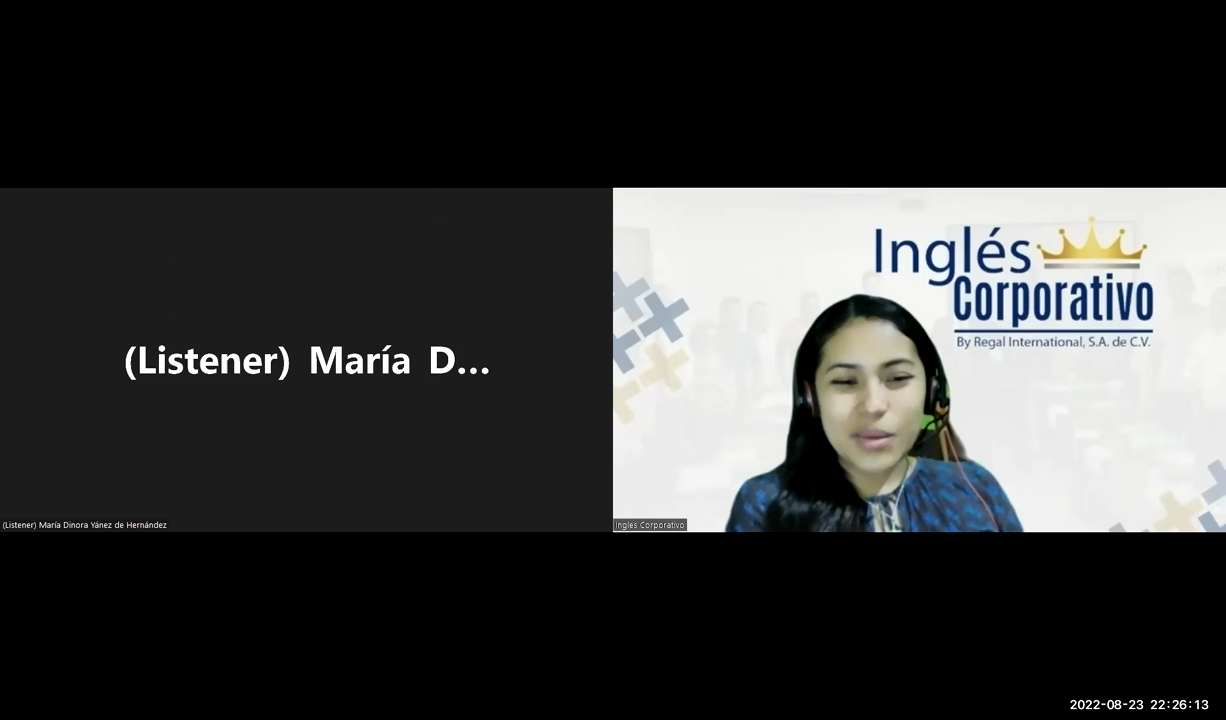 (Listener) María D...
(Listener) María Dinora Yánez de Hernández
Inglés
Corporativo
By Regal International, S.A. de C.V.
Ingles Corporativo
2022-08-23 22:26:13